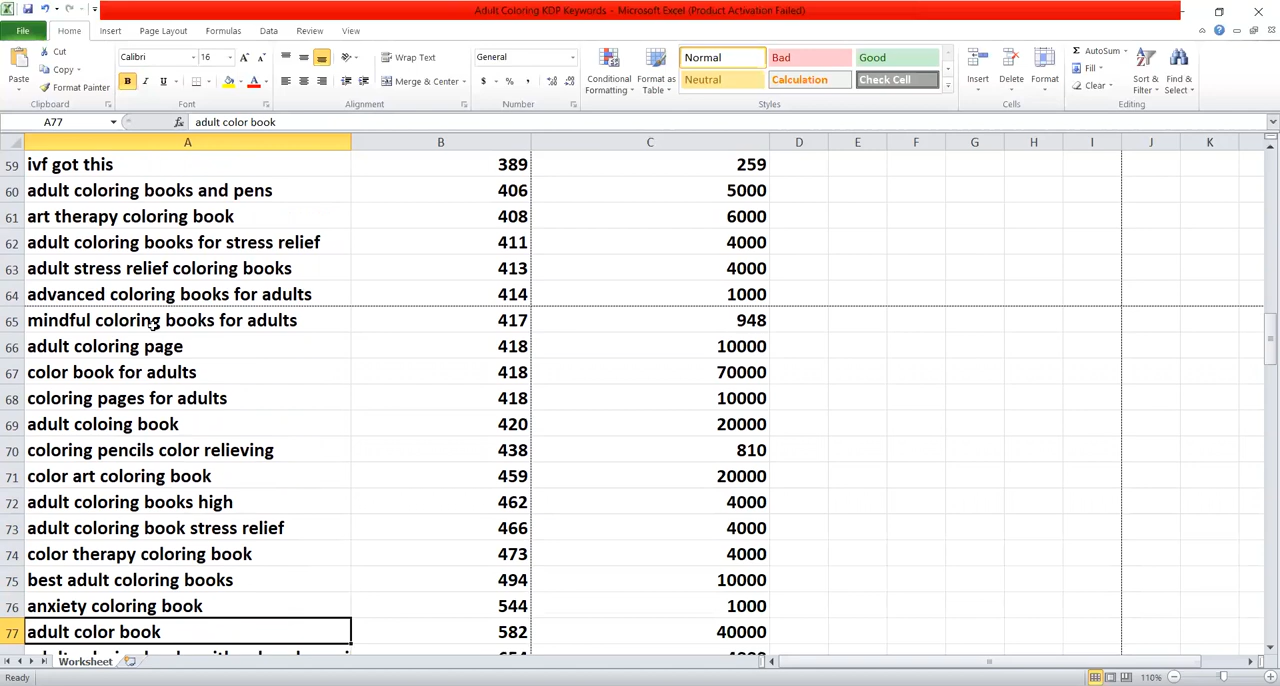 Adult Coloring KDP Keywords - Microsoft Excel (Product Activation Failed)
File Home Insert Page Layout Formulas Data Review View
Paste Cut Copy Format Painter Clipboard
Calibri 16 A A B I U A Font
Wrap Text Merge & Center Alignment
General $ % , Number
Conditional Formatting Format as Table Normal Bad Good Neutral Calculation Check Cell Styles
Insert Delete Format Cells
AutoSum Fill Clear Sort & Filter Find & Select Editing
A77 fx adult color book
A B C D E F G H I J K
59 ivf got this 389 259
60 adult coloring books and pens 406 5000
61 art therapy coloring book 408 6000
62 adult coloring books for stress relief 411 4000
63 adult stress relief coloring books 413 4000
64 advanced coloring books for adults 414 1000
65 mindful coloring books for adults 417 948
66 adult coloring page 418 10000
67 color book for adults 418 70000
68 coloring pages for adults 418 10000
69 adult coloing book 420 20000
70 coloring pencils color relieving 438 810
71 color art coloring book 459 20000
72 adult coloring books high 462 4000
73 adult coloring book stress relief 466 4000
74 color therapy coloring book 473 4000
75 best adult coloring books 494 10000
76 anxiety coloring book 544 1000
77 adult color book 582 40000
Worksheet
Ready 110%